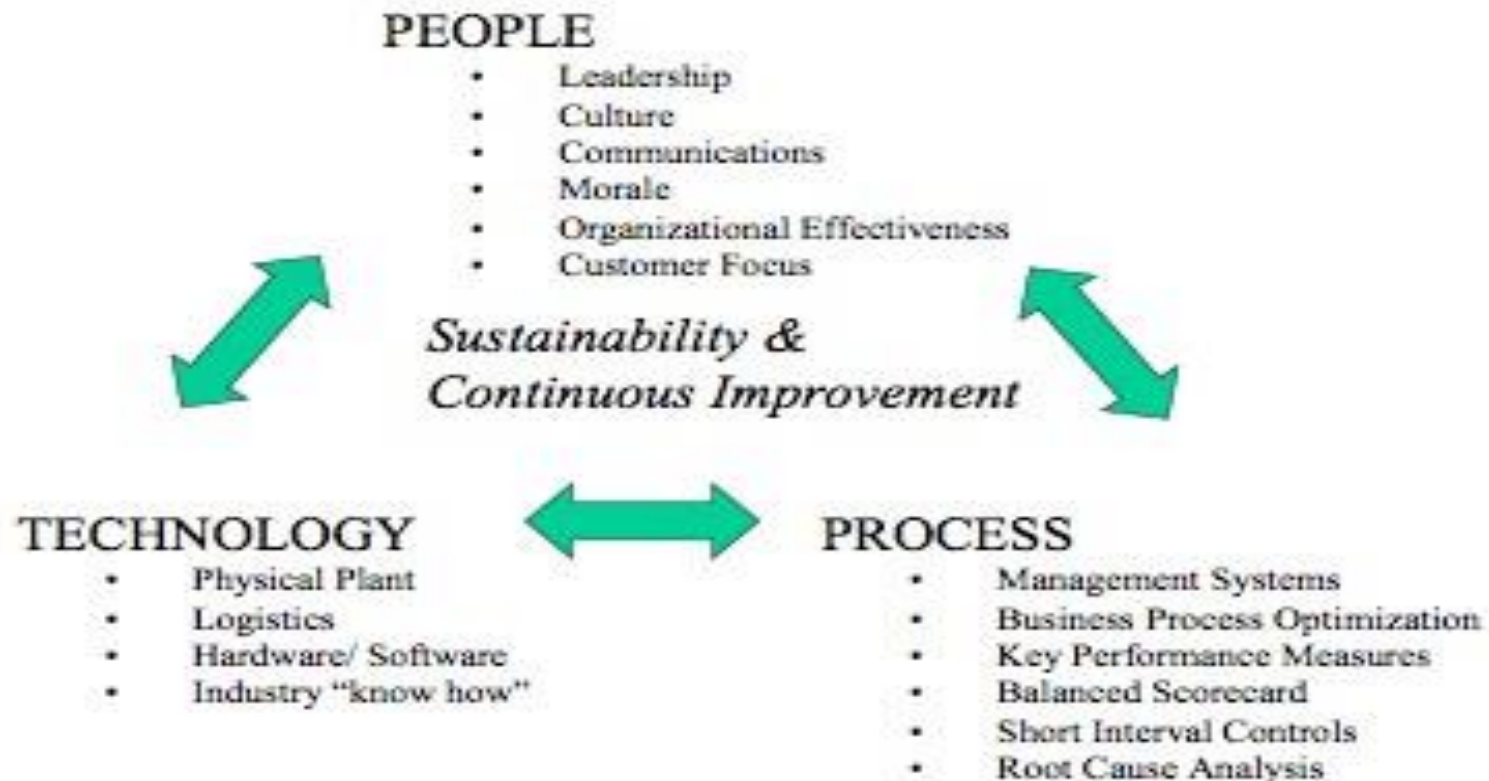 PEOPLE
• Leadership
• Culture
• Communications
• Morale
• Organizational Effectiveness
• Customer Focus
Sustainability &
Continuous Improvement
TECHNOLOGY
• Physical Plant
• Logistics
• Hardware/ Software
• Industry “know how”
PROCESS
• Management Systems
• Business Process Optimization
• Key Performance Measures
• Balanced Scorecard
• Short Interval Controls
• Root Cause Analysis